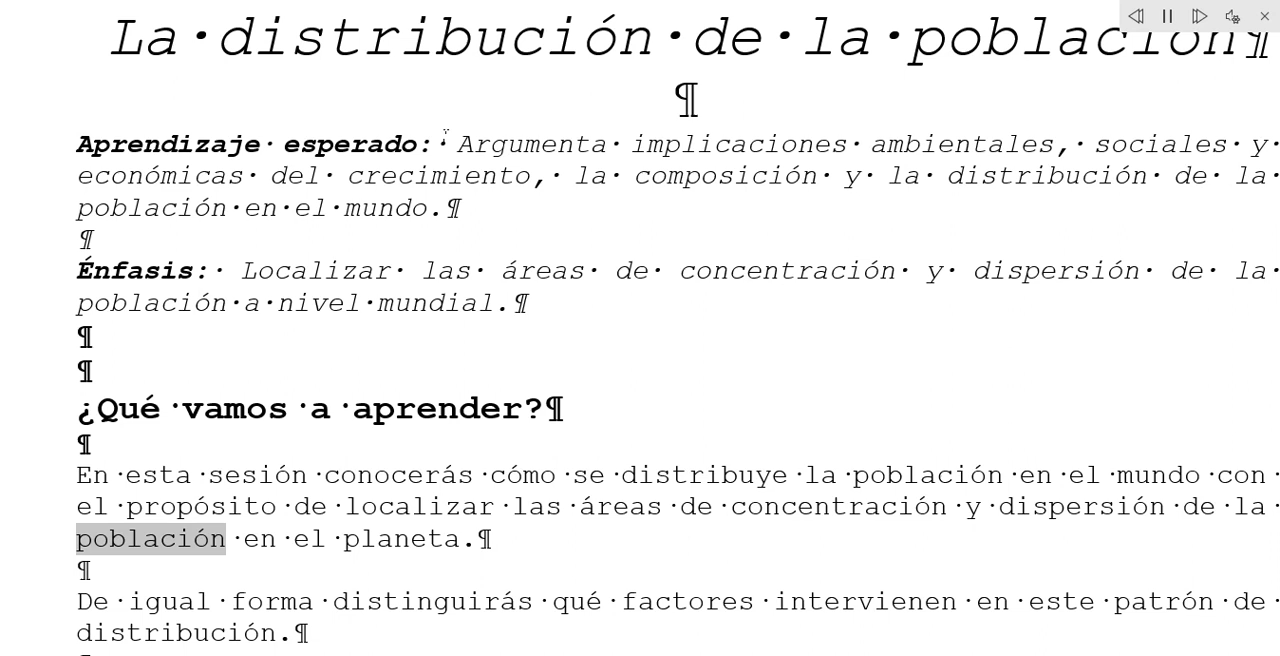 La·distribución·de·la·población¶
¶
Aprendizaje· esperado:· Argumenta· implicaciones· ambientales,· sociales· y·
económicas· del· crecimiento,· la· composición· y· la· distribución· de· la·
población·en·el·mundo.¶
¶
Énfasis:· Localizar· las· áreas· de· concentración· y· dispersión· de· la·
población·a·nivel·mundial.¶
¶
¶
¿Qué·vamos·a·aprender?¶
¶
En·esta·sesión·conocerás·cómo·se·distribuye·la·población·en·el·mundo·con·
el·propósito·de·localizar·las·áreas·de·concentración·y·dispersión·de·la·
población·en·el·planeta.¶
¶
De·igual·forma·distinguirás·qué·factores·intervienen·en·este·patrón·de·
distribución.¶